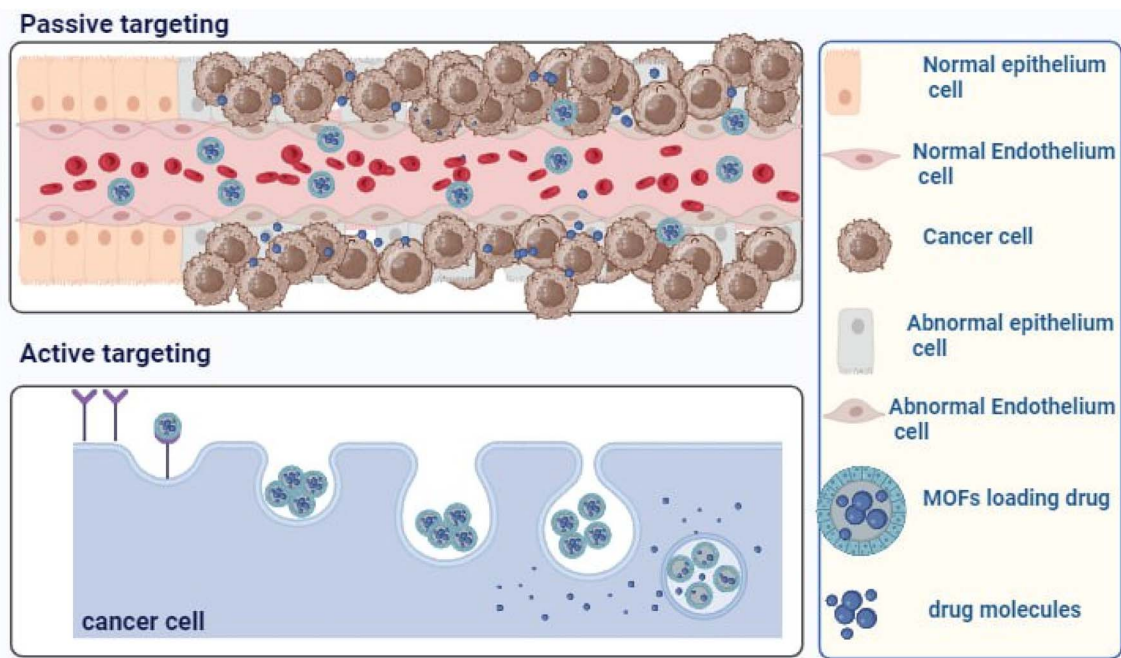 Passive targeting
Normal epithelium
cell
Normal Endothelium
cell
Cancer cell
Abnormal epithelium
cell
Abnormal Endothelium
cell
MOFs loading drug
drug molecules
Active targeting
cancer cell